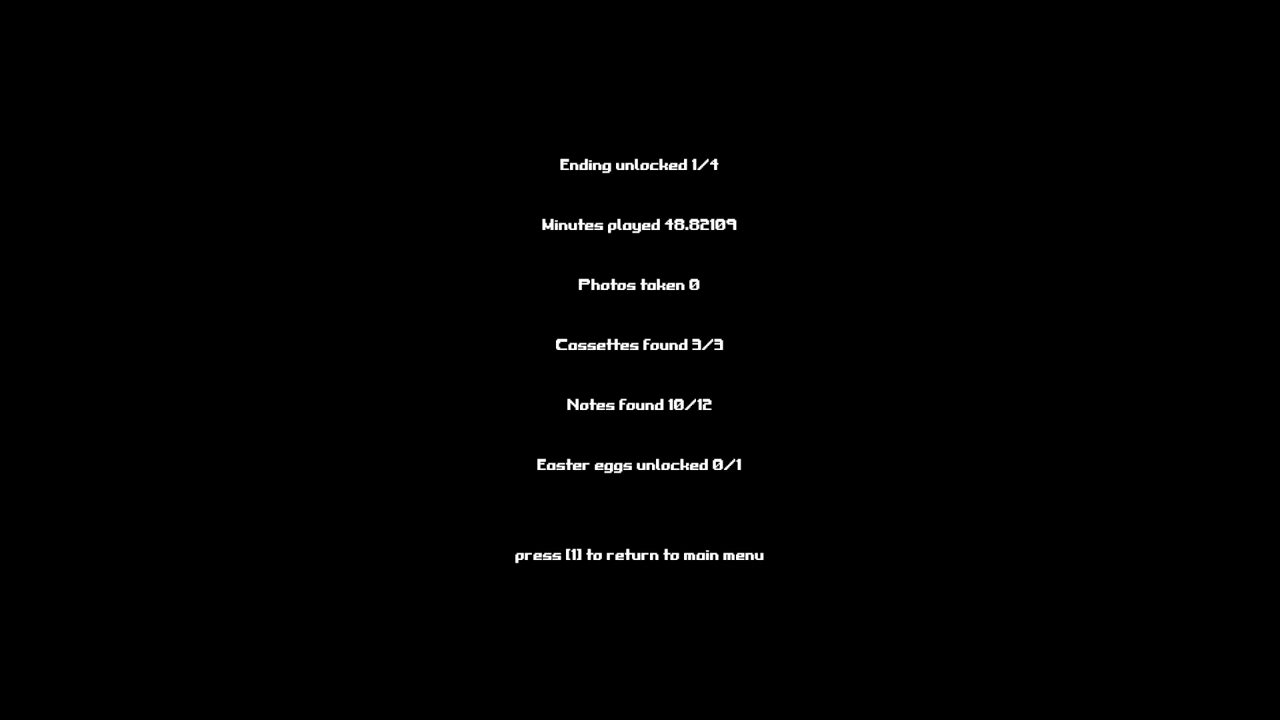 Ending unlocked 1/4
Minutes played 48.82109
Photos taken 0
Cassettes found 3/3
Notes found 10/12
Easter eggs unlocked 0/1
press [1] to return to main menu